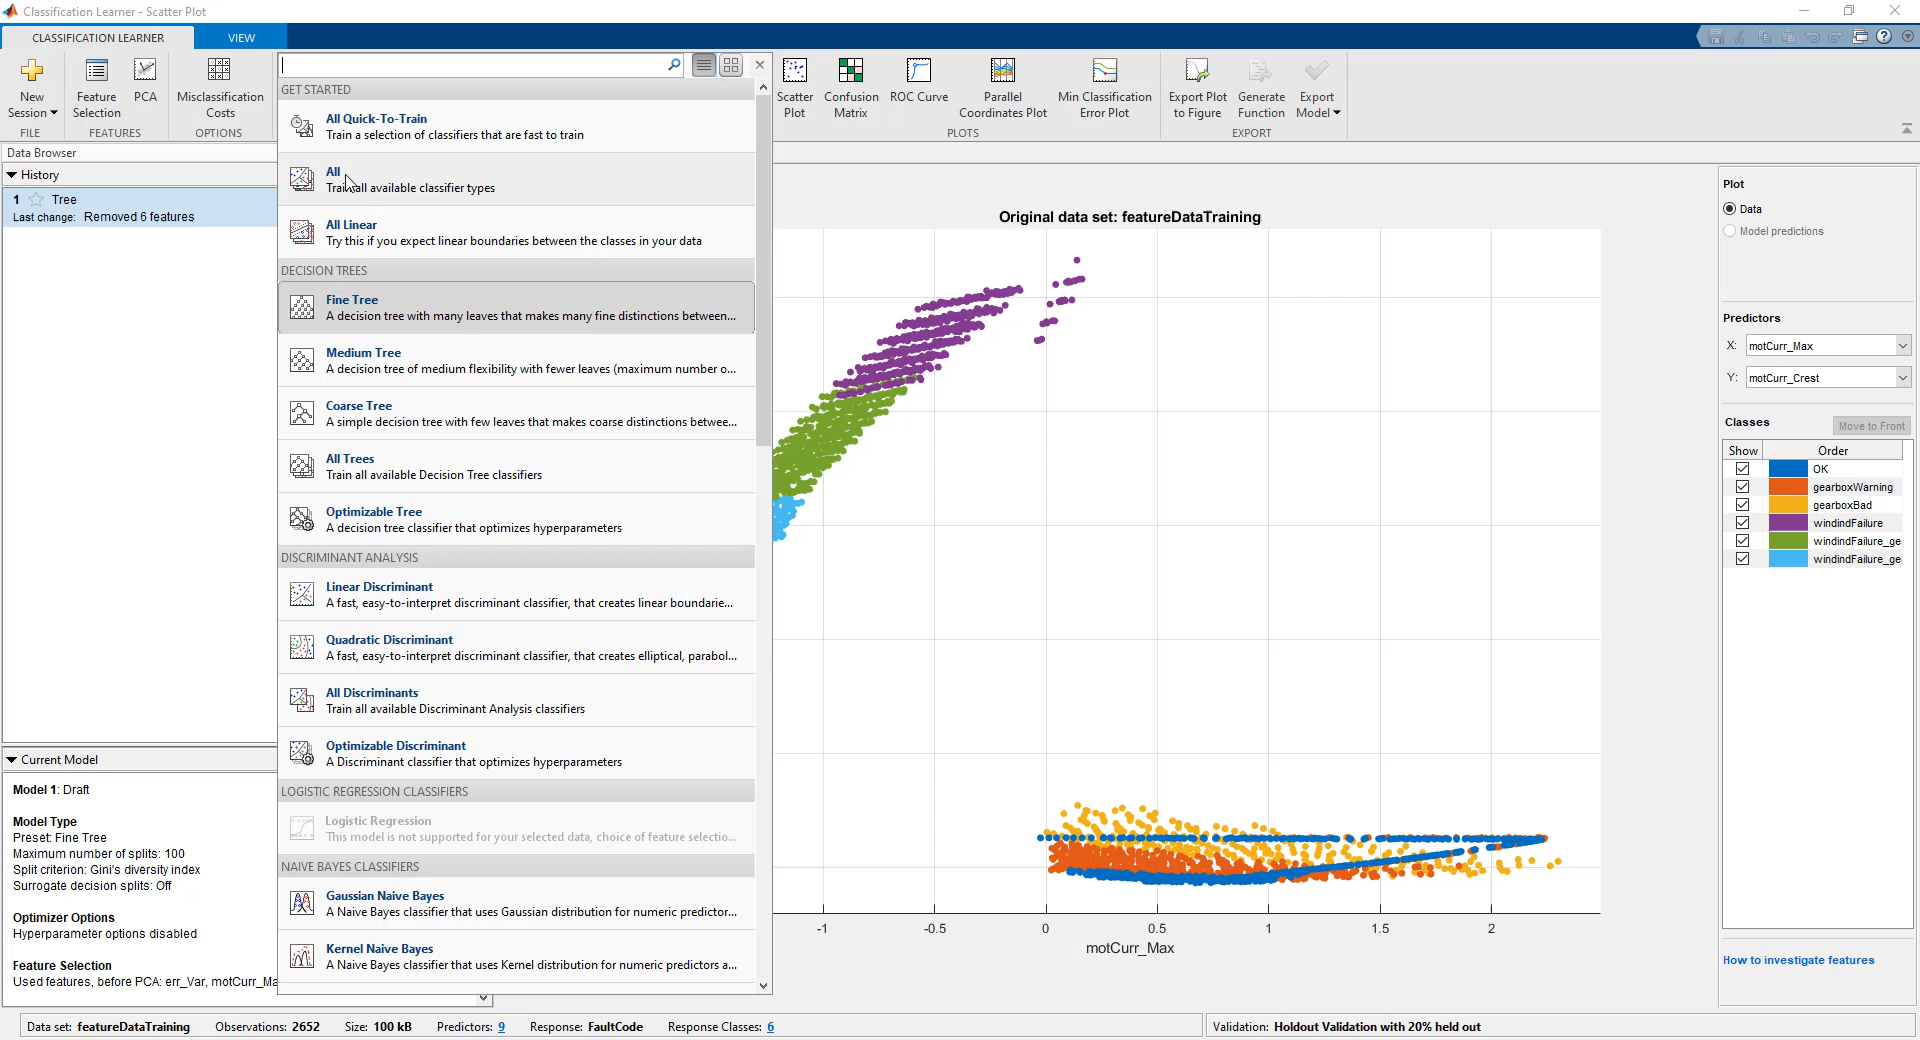 Classification Learner - Scatter Plot
CLASSIFICATION LEARNER
VIEW
New
Session
Feature
Selection
PCA
Misclassification
Costs
FILE
FEATURES
OPTIONS
Scatter
Plot
Confusion
Matrix
ROC Curve
Parallel
Coordinates Plot
Min Classification
Error Plot
Export Plot
to Figure
Generate
Function
Export
Model
PLOTS
EXPORT
Data Browser
History
1 Tree
Last change: Removed 6 features
GET STARTED
All Quick-To-Train
Train a selection of classifiers that are fast to train
All
Train all available classifier types
All Linear
Try this if you expect linear boundaries between the classes in your data
DECISION TREES
Fine Tree
A decision tree with many leaves that makes many fine distinctions between...
Medium Tree
A decision tree of medium flexibility with fewer leaves (maximum number o...
Coarse Tree
A simple decision tree with few leaves that makes coarse distinctions betwee...
All Trees
Train all available Decision Tree classifiers
Optimizable Tree
A decision tree classifier that optimizes hyperparameters
DISCRIMINANT ANALYSIS
Linear Discriminant
A fast, easy-to-interpret discriminant classifier, that creates linear boundarie...
Quadratic Discriminant
A fast, easy-to-interpret discriminant classifier, that creates elliptical, parabol...
All Discriminants
Train all available Discriminant Analysis classifiers
Optimizable Discriminant
A Discriminant classifier that optimizes hyperparameters
LOGISTIC REGRESSION CLASSIFIERS
Logistic Regression
This model is not supported for your selected data, choice of feature selectio...
NAIVE BAYES CLASSIFIERS
Gaussian Naive Bayes
A Naive Bayes classifier that uses Gaussian distribution for numeric predictor...
Kernel Naive Bayes
A Naive Bayes classifier that uses Kernel distribution for numeric predictors a...
Current Model
Model 1: Draft
Model Type
Preset: Fine Tree
Maximum number of splits: 100
Split criterion: Gini's diversity index
Surrogate decision splits: Off
Optimizer Options
Hyperparameter options disabled
Feature Selection
Used features, before PCA: err_Var, motCurr_Ma
Original data set: featureDataTraining
-1 -0.5 0 0.5 1 1.5 2
motCurr_Max
Plot
Data
Model predictions
Predictors
X: motCurr_Max
Y: motCurr_Crest
Classes
Move to Front
Show Order
OK
gearboxWarning
gearboxBad
windindFailure
windindFailure_ge
windindFailure_ge
How to investigate features
Data set: featureDataTraining Observations: 2652 Size: 100 kB Predictors: 9 Response: FaultCode Response Classes: 6
Validation: Holdout Validation with 20% held out